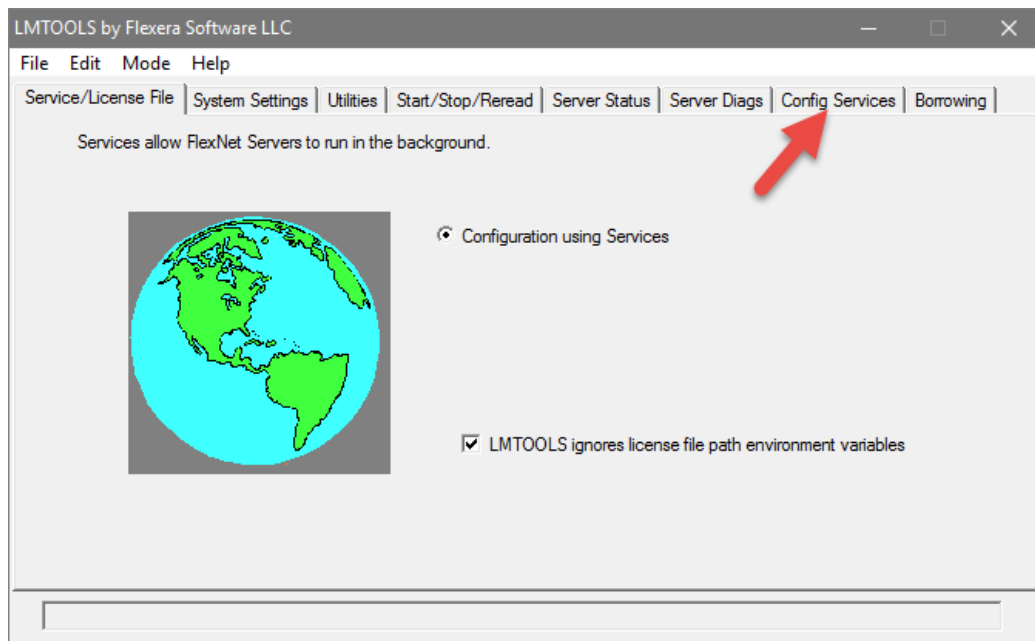 LMTOOLS by Flexera Software LLC
File Edit Mode Help
Service/License File System Settings Utilities Start/Stop/Reread Server Status Server Diags Config Services Borrowing
Services allow FlexNet Servers to run in the background.
Configuration using Services
LMTOOLS ignores license file path environment variables